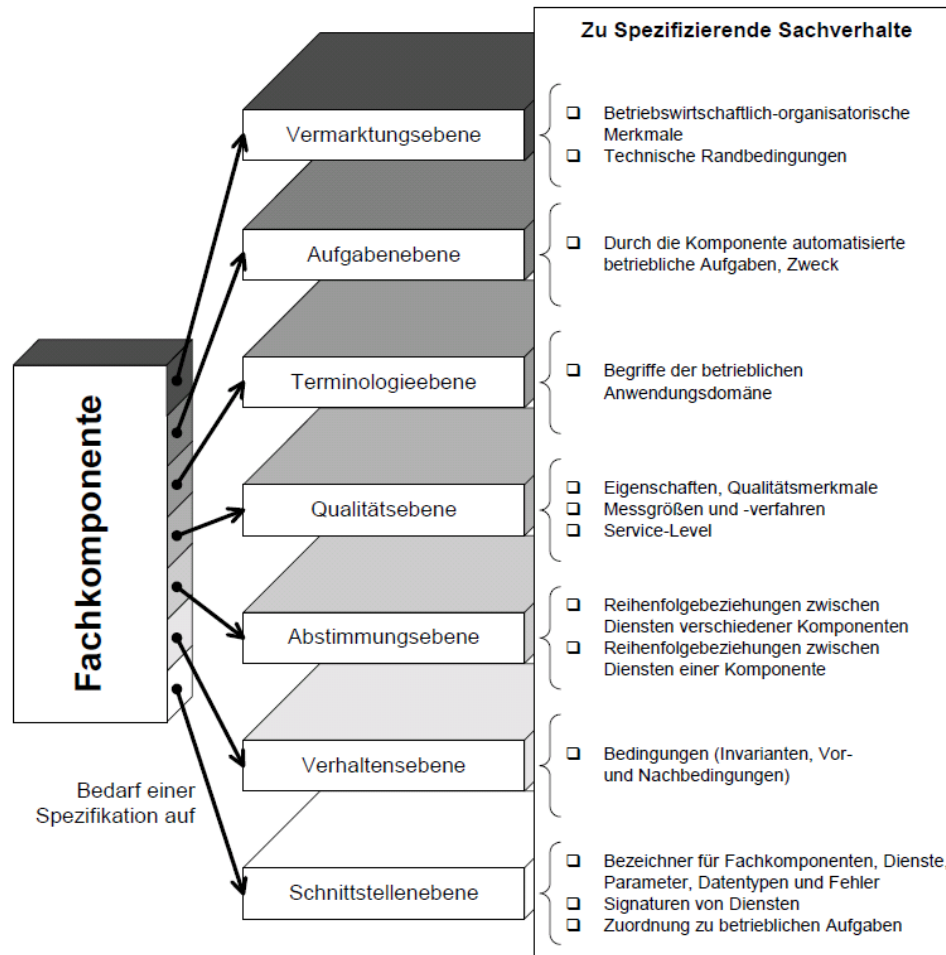 Zu Spezifizierende Sachverhalte
Vermarktungsebene
❑ Betriebswirtschaftlich-organisatorische
Merkmale
❑ Technische Randbedingungen
Aufgabenebene
❑ Durch die Komponente automatisierte
betriebliche Aufgaben, Zweck
Terminologieebene
❑ Begriffe der betrieblichen
Anwendungsdomäne
Qualitätsebene
❑ Eigenschaften, Qualitätsmerkmale
❑ Messgrößen und -verfahren
❑ Service-Level
Abstimmungsebene
❑ Reihenfolgebeziehungen zwischen
Diensten verschiedener Komponenten
❑ Reihenfolgebeziehungen zwischen
Diensten einer Komponente
Verhaltensebene
❑ Bedingungen (Invarianten, Vor-
und Nachbedingungen)
Schnittstellenebene
❑ Bezeichner für Fachkomponenten, Dienste,
Parameter, Datentypen und Fehler
❑ Signaturen von Diensten
❑ Zuordnung zu betrieblichen Aufgaben
Fachkomponente
Bedarf einer
Spezifikation auf